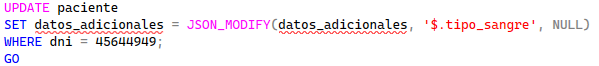 UPDATE paciente
SET datos_adicionales = JSON_MODIFY(datos_adicionales, '$.tipo_sangre', NULL)
WHERE dni = 45644949;
GO